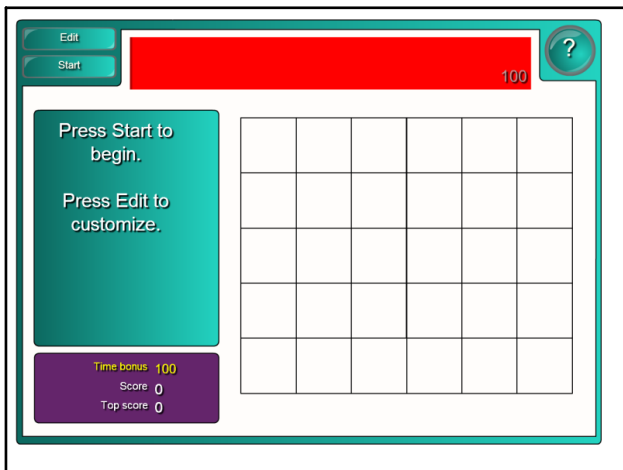 Edit
Start
?
100
Press Start to
begin.
Press Edit to
customize.
Time bonus 100
Score 0
Top score 0